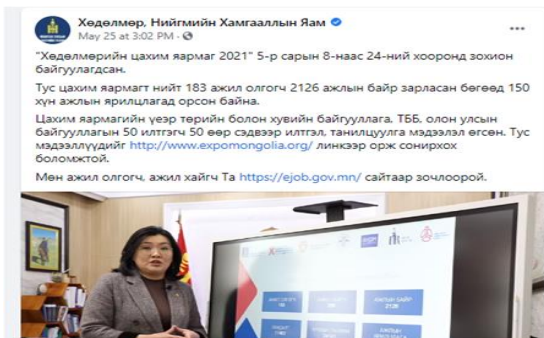 Хөдөлмөр, Нийгмийн Хамгааллын Яам
May 25 at 3:02 PM ·
"Хөдөлмөрийн цахим яармаг 2021" 5-р сарын 8-наас 24-ний хооронд зохион
байгуулагдсан.
Тус цахим яармагт нийт 183 ажил олгогч 2126 ажлын байр зарласан бөгөөд 150
хүн ажлын ярилцлагад орсон байна.
Цахим яармагийн үеэр төрийн болон хувийн байгууллага, ТББ, олон улсын
байгууллагын 50 илтгэгч 50 өөр сэдвээр илтгэл, танилцуулга мэдээлэл өгсөн. Тус
мэдээллүүдийг http://www.expomongolia.org/ линкээр орж сонирхох
боломжтой.
Мөн ажил олгогч, ажил хайгч Та https://ejob.gov.mn/ сайтаар зочлоорой.